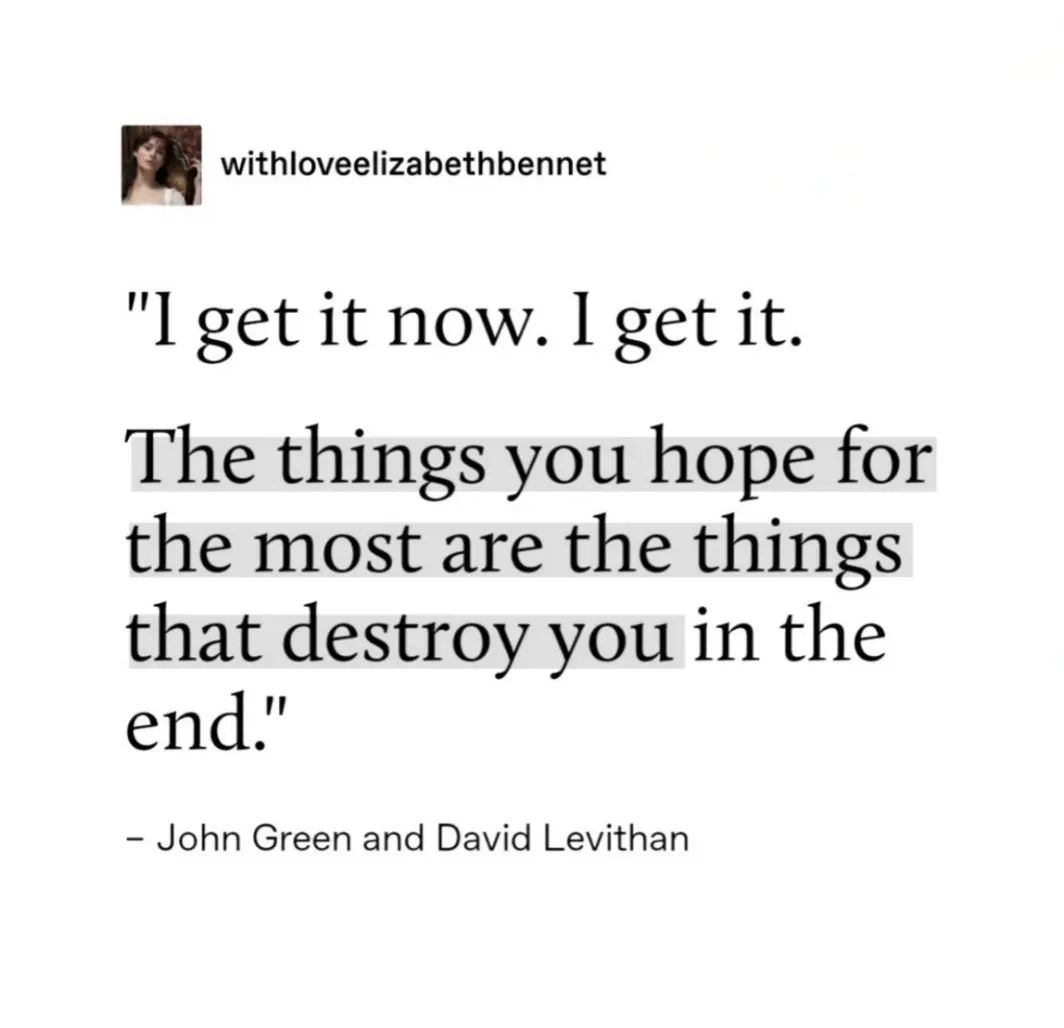 withloveelizabethbennet
"I get it now. I get it.
The things you hope for
the most are the things
that destroy you in the
end."
– John Green and David Levithan